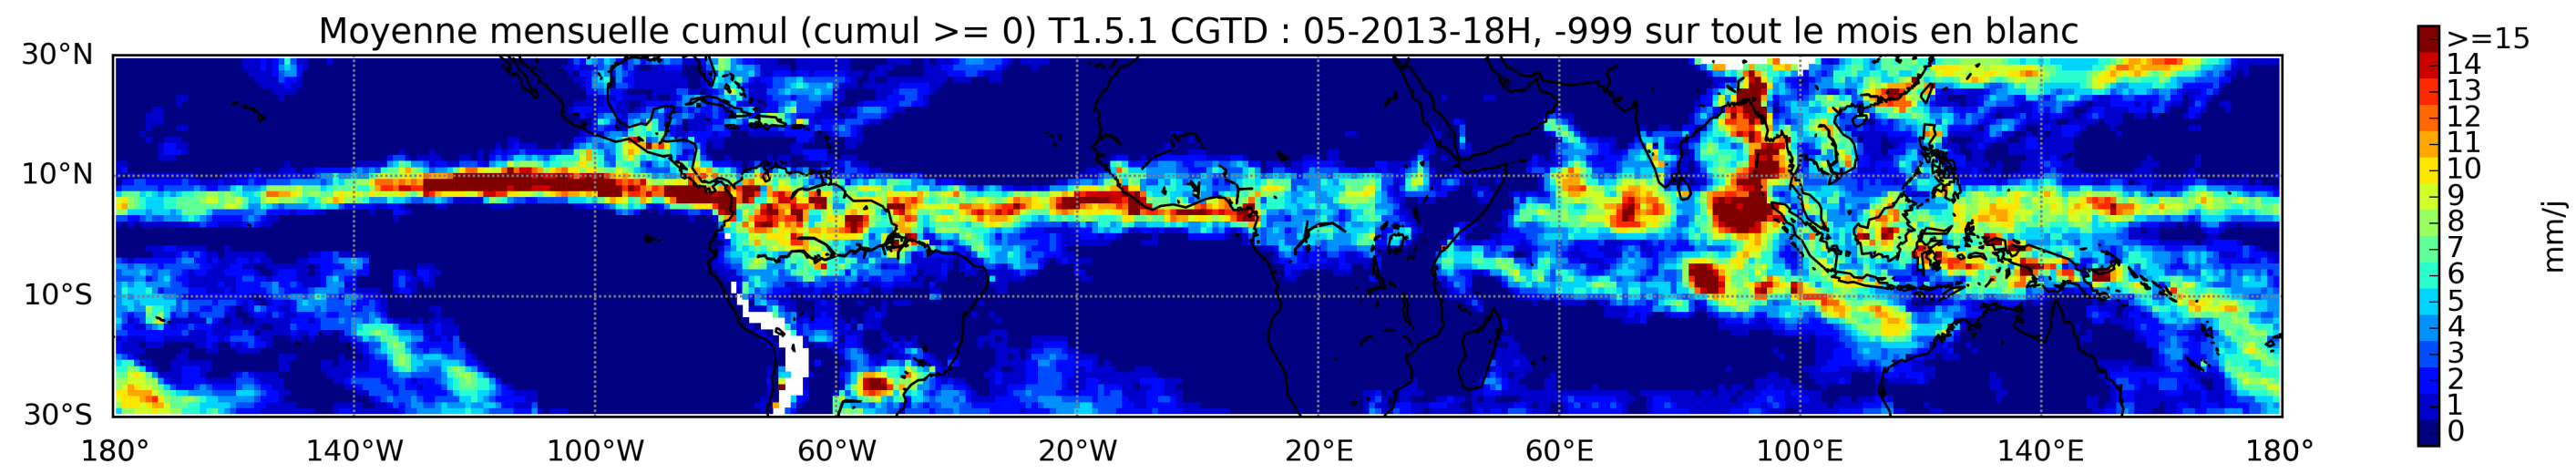 Moyenne mensuelle cumul (cumul >= 0) T1.5.1 CGTD : 05-2013-18H, -999 sur tout le mois en blanc
30°N
10°N
10°S
30°S
180° 140°W 100°W 60°W 20°W 20°E 60°E 100°E 140°E 180°
>=15
14
13
12
11
10
9
8
7
6
5
4
3
2
1
0
mm/j